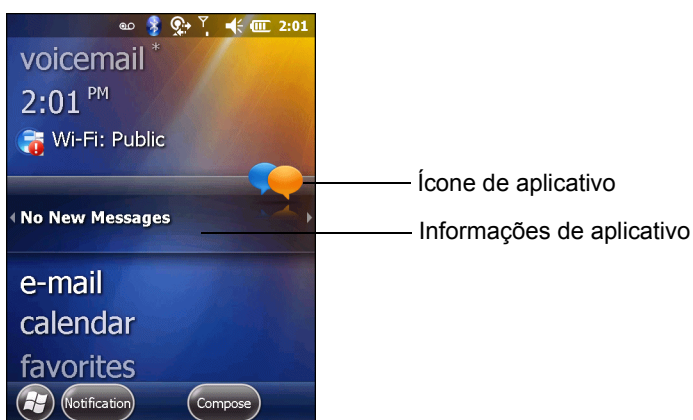 2:01
voicemail *
2:01 PM
Wi-Fi: Public
Ícone de aplicativo
No New Messages
Informações de aplicativo
e-mail
calendar
favorites
Notification Compose